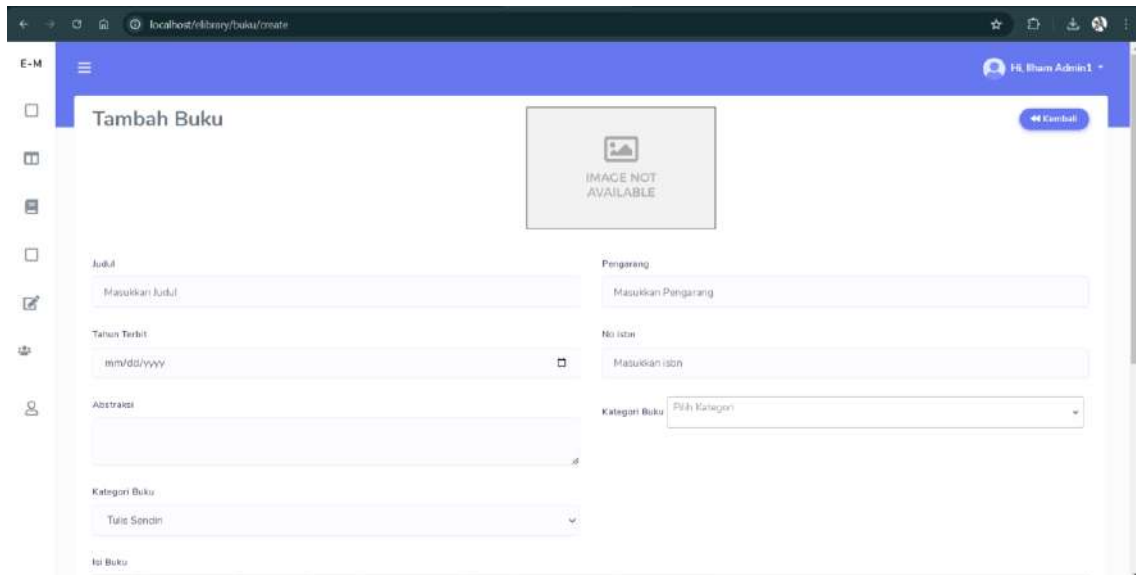 localhost/elibrary/buku/create
E-M
Hi, Ilham Admin1
Tambah Buku
Kembali
IMAGE NOT
AVAILABLE
Judul
Pengarang
Masukkan Judul
Masukkan Pengarang
Tahun Terbit
No isbn
mm/dd/yyyy
Masukkan isbn
Abstraksi
Kategori Buku
Pilih Kategori
Kategori Buku
Tulis Sendiri
Isi Buku